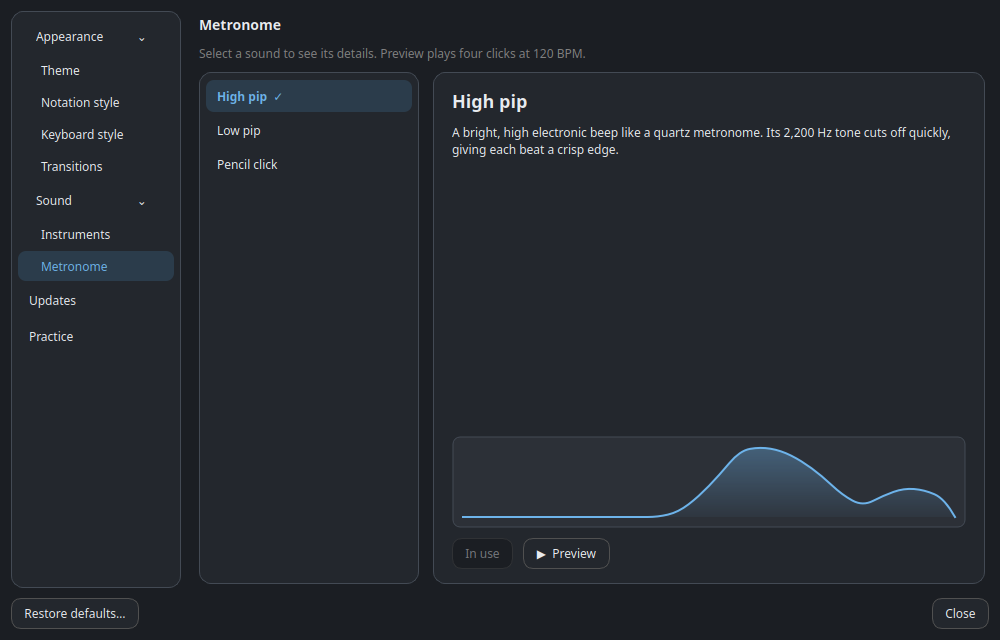 Appearance
Theme
Notation style
Keyboard style
Transitions
Sound
Instruments
Metronome
Updates
Practice
Restore defaults...
Metronome
Select a sound to see its details. Preview plays four clicks at 120 BPM.
High pip ✓
Low pip
Pencil click
High pip
A bright, high electronic beep like a quartz metronome. Its 2,200 Hz tone cuts off quickly,
giving each beat a crisp edge.
In use
▶ Preview
Close